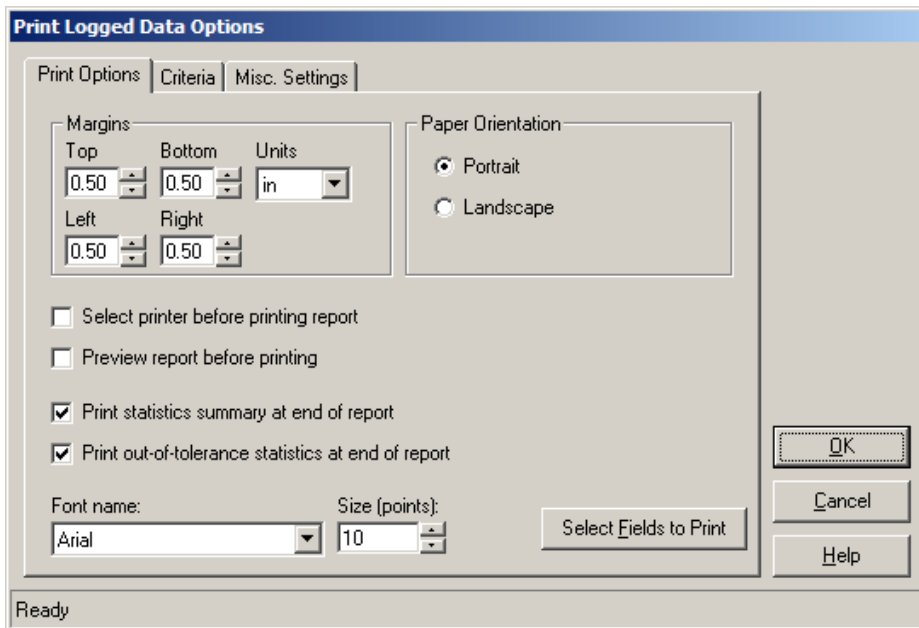 Print Logged Data Options
Print Options Criteria Misc. Settings
Margins
Top Bottom Units
0.50 0.50 in
Left Right
0.50 0.50
Paper Orientation
Portrait
Landscape
Select printer before printing report
Preview report before printing
Print statistics summary at end of report
Print out-of-tolerance statistics at end of report
Font name: Size (points):
Arial 10
Select Fields to Print
OK
Cancel
Help
Ready